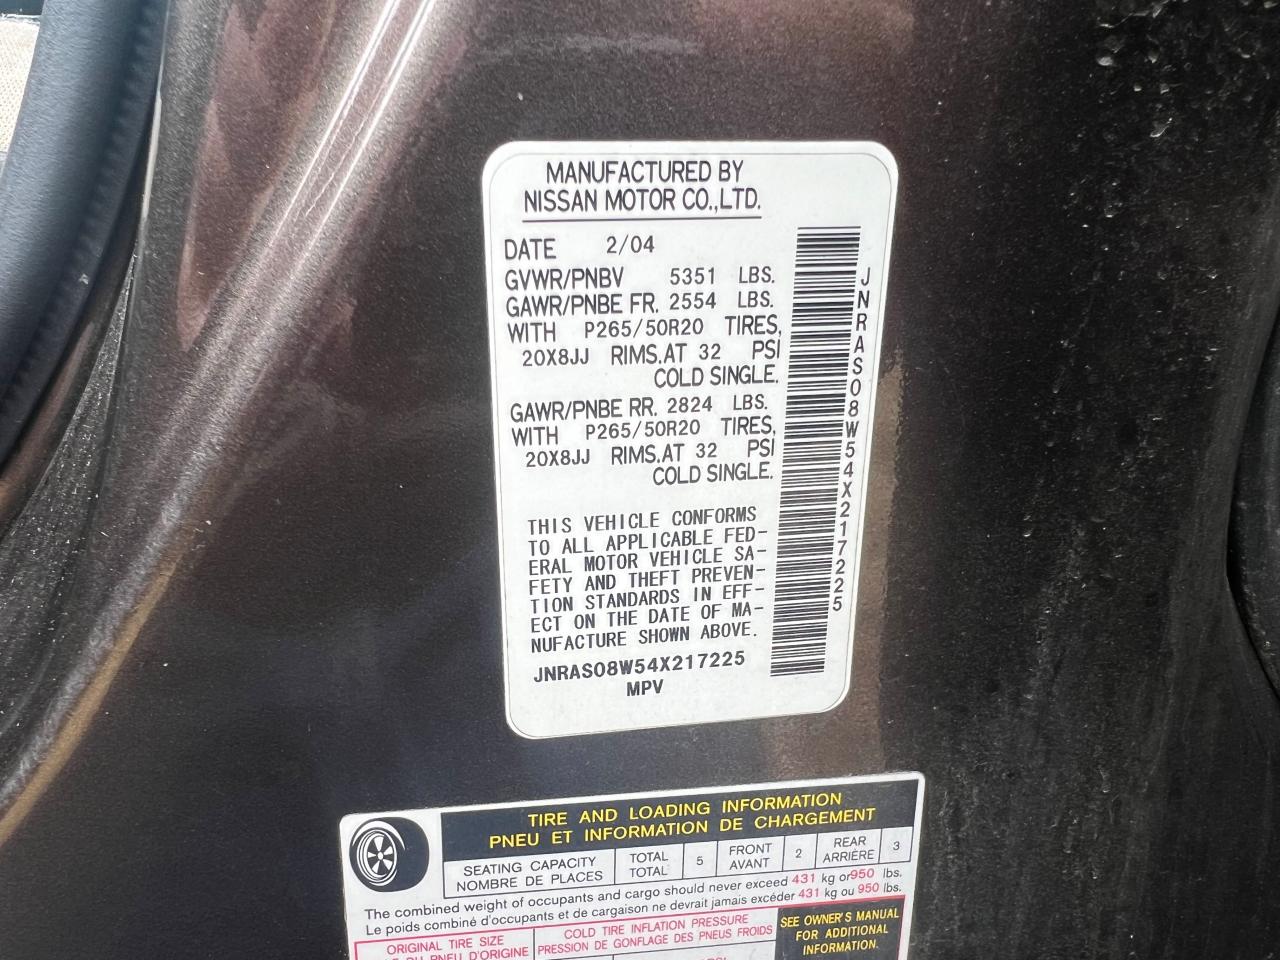 MANUFACTURED BY
NISSAN MOTOR CO.,LTD.
DATE 2/04
GVWR/PNBV 5351 LBS.
GAWR/PNBE FR. 2554 LBS.
WITH P265/50R20 TIRES,
20X8JJ RIMS.AT 32 PSI
COLD SINGLE.
GAWR/PNBE RR. 2824 LBS.
WITH P265/50R20 TIRES,
20X8JJ RIMS.AT 32 PSI
COLD SINGLE.
THIS VEHICLE CONFORMS
TO ALL APPLICABLE FED-
ERAL MOTOR VEHICLE SA-
FETY AND THEFT PREVEN-
TION STANDARDS IN EFF-
ECT ON THE DATE OF MA-
NUFACTURE SHOWN ABOVE.
JNRAS08W54X217225
MPV
JNRAS08W54X217225
TIRE AND LOADING INFORMATION
PNEU ET INFORMATION DE CHARGEMENT
SEATING CAPACITY TOTAL 5 FRONT 2 REAR 3
NOMBRE DE PLACES TOTAL AVANT ARRIÈRE
The combined weight of occupants and cargo should never exceed 431 kg or 950 lbs.
Le poids combiné d'occupants et de cargaison ne devrait jamais excéder 431 kg ou 950 lbs.
ORIGINAL TIRE SIZE
DU PNEU D'ORIGINE
COLD TIRE INFLATION PRESSURE
PRESSION DE GONFLAGE DES PNEUS FROIDS
SEE OWNER'S MANUAL
FOR ADDITIONAL
INFORMATION.